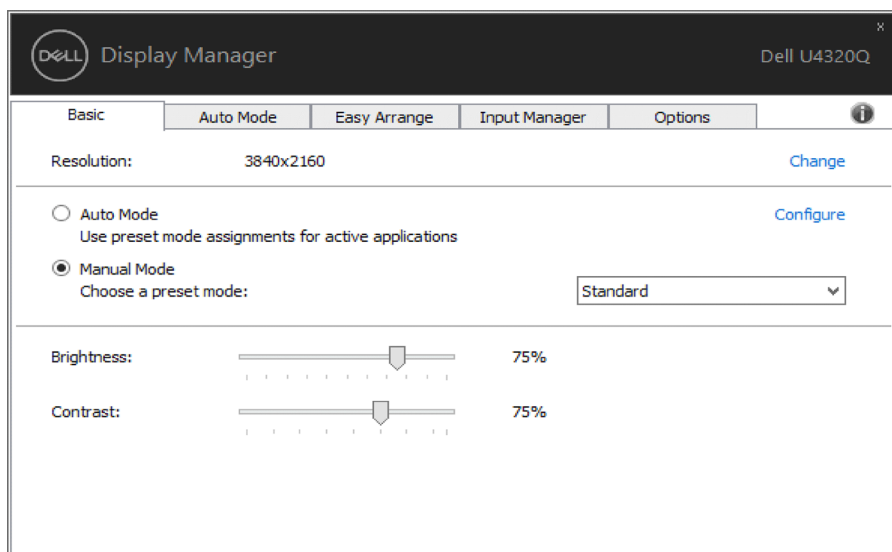 x
DELL Display Manager Dell U4320Q
Basic Auto Mode Easy Arrange Input Manager Options i
Resolution: 3840x2160 Change
Auto Mode Configure
Use preset mode assignments for active applications
Manual Mode
Choose a preset mode: Standard
Brightness: 75%
Contrast: 75%